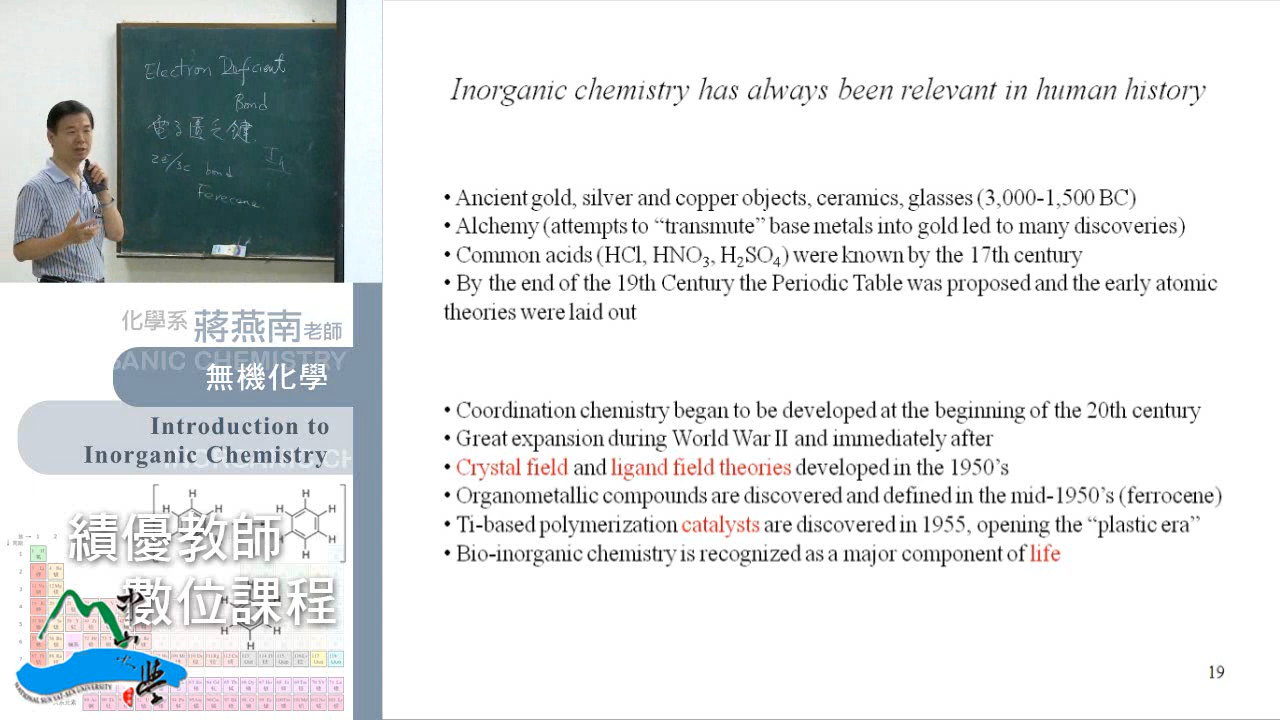 Electron Deficient
Bond
電子匱乏鍵
2e/3c bond
Ih
Ferrocene
化學系 蔣燕南老師
無機化學
Introduction to
Inorganic Chemistry
績優教師
數位課程
NATIONAL SUN YAT-SEN UNIVERSITY
Inorganic chemistry has always been relevant in human history
• Ancient gold, silver and copper objects, ceramics, glasses (3,000-1,500 BC)
• Alchemy (attempts to “transmute” base metals into gold led to many discoveries)
• Common acids (HCl, HNO₃, H₂SO₄) were known by the 17th century
• By the end of the 19th Century the Periodic Table was proposed and the early atomic
theories were laid out
• Coordination chemistry began to be developed at the beginning of the 20th century
• Great expansion during World War II and immediately after
• Crystal field and ligand field theories developed in the 1950’s
• Organometallic compounds are discovered and defined in the mid-1950’s (ferrocene)
• Ti-based polymerization catalysts are discovered in 1955, opening the “plastic era”
• Bio-inorganic chemistry is recognized as a major component of life
19